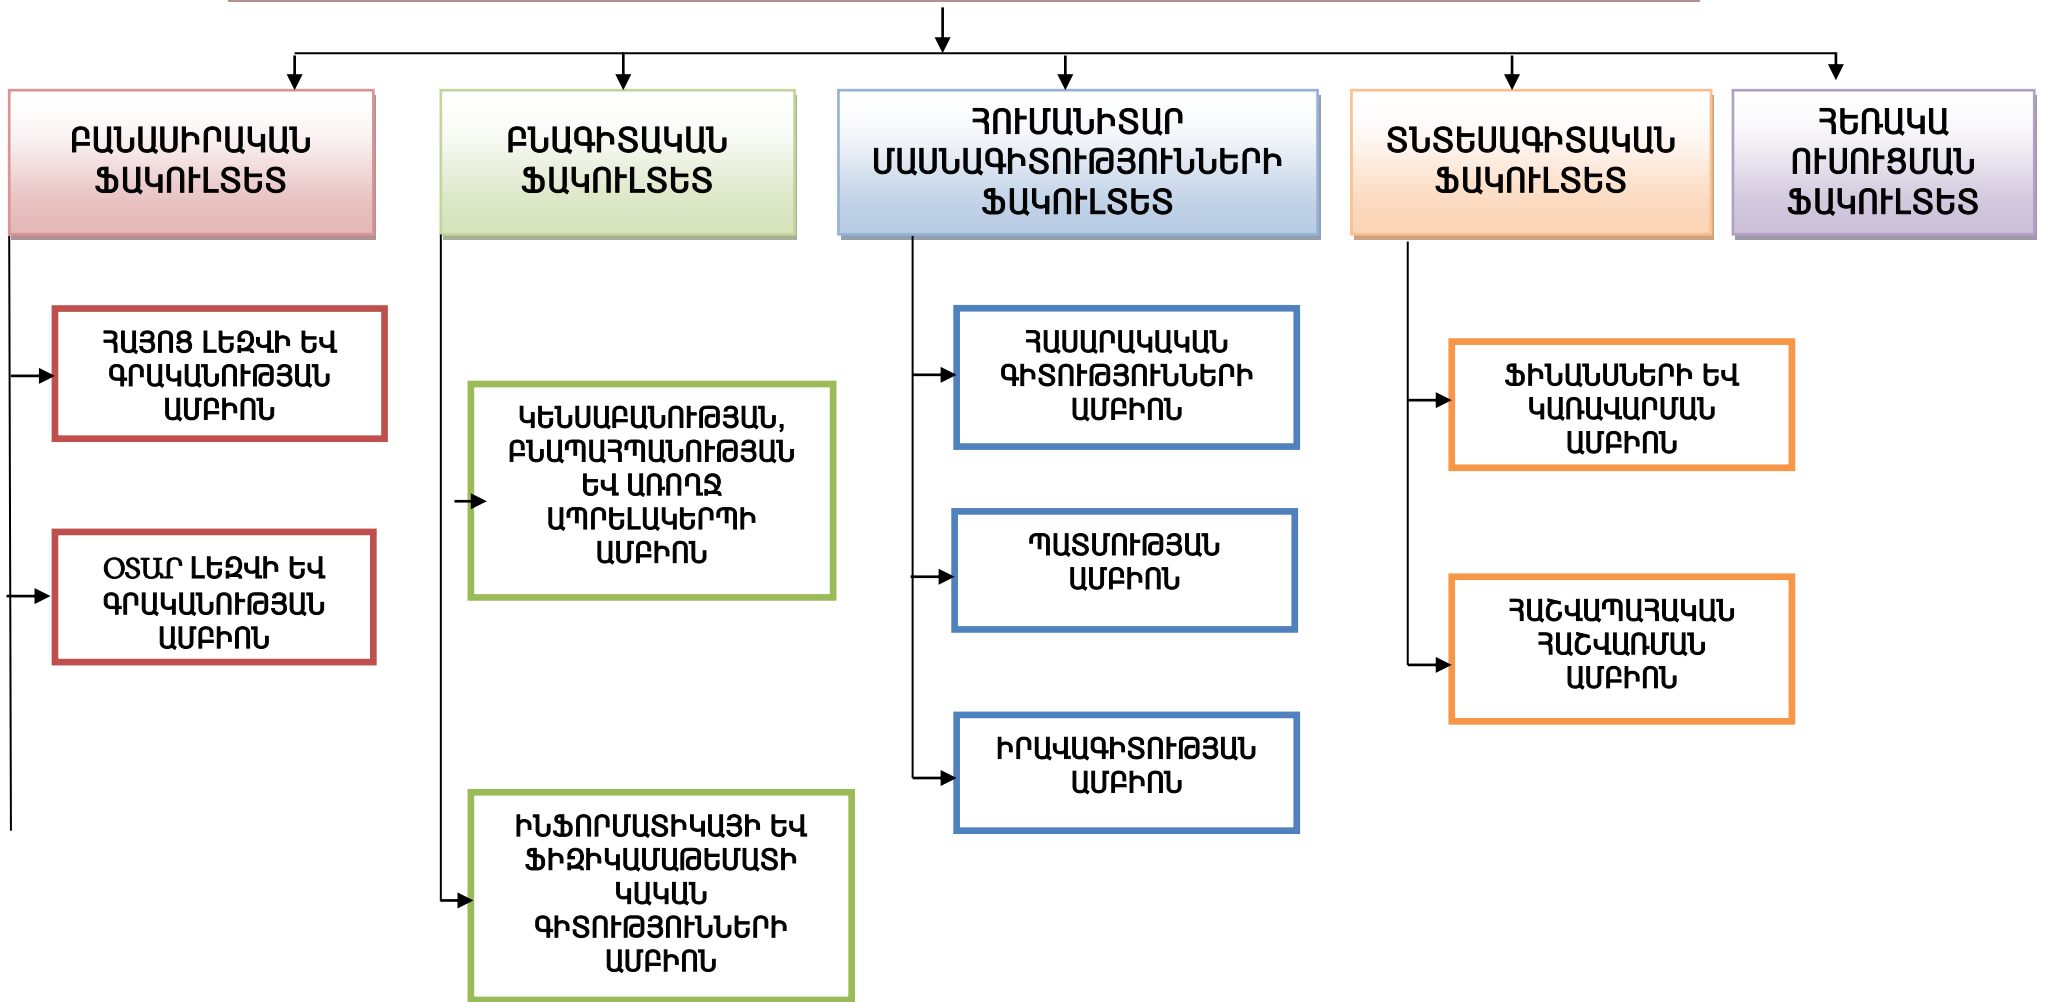 ԲԱՆԱՍԻՐԱԿԱՆ
ՖԱԿՈՒԼՏԵՏ
ԲՆԱԳԻՏԱԿԱՆ
ՖԱԿՈՒԼՏԵՏ
ՀՈՒՄԱՆԻՏԱՐ
ՄԱՍՆԱԳԻՏՈՒԹՅՈՒՆՆԵՐԻ
ՖԱԿՈՒԼՏԵՏ
ՏՆՏԵՍԱԳԻՏԱԿԱՆ
ՖԱԿՈՒԼՏԵՏ
ՀԵՌԱԿԱ
ՈՒՍՈՒՑՄԱՆ
ՖԱԿՈՒԼՏԵՏ
ՀԱՅՈՑ ԼԵԶՎԻ ԵՎ
ԳՐԱԿԱՆՈՒԹՅԱՆ
ԱՄԲԻՈՆ
ՕՏԱՐ ԼԵԶՎԻ ԵՎ
ԳՐԱԿԱՆՈՒԹՅԱՆ
ԱՄԲԻՈՆ
ԿԵՆՍԱԲԱՆՈՒԹՅԱՆ,
ԲՆԱՊԱՀՊԱՆՈՒԹՅԱՆ
ԵՎ ԱՌՈՂՋ
ԱՊՐԵԼԱԿԵՐՊԻ
ԱՄԲԻՈՆ
ԻՆՖՈՐՄԱՏԻԿԱՅԻ ԵՎ
ՖԻԶԻԿԱՄԱԹԵՄԱՏԻ
ԿԱԿԱՆ
ԳԻՏՈՒԹՅՈՒՆՆԵՐԻ
ԱՄԲԻՈՆ
ՀԱՍԱՐԱԿԱԿԱՆ
ԳԻՏՈՒԹՅՈՒՆՆԵՐԻ
ԱՄԲԻՈՆ
ՊԱՏՄՈՒԹՅԱՆ
ԱՄԲԻՈՆ
ԻՐԱՎԱԳԻՏՈՒԹՅԱՆ
ԱՄԲԻՈՆ
ՖԻՆԱՆՍՆԵՐԻ ԵՎ
ԿԱՌԱՎԱՐՄԱՆ
ԱՄԲԻՈՆ
ՀԱՇՎԱՊԱՀԱԿԱՆ
ՀԱՇՎԱՌՄԱՆ
ԱՄԲԻՈՆ